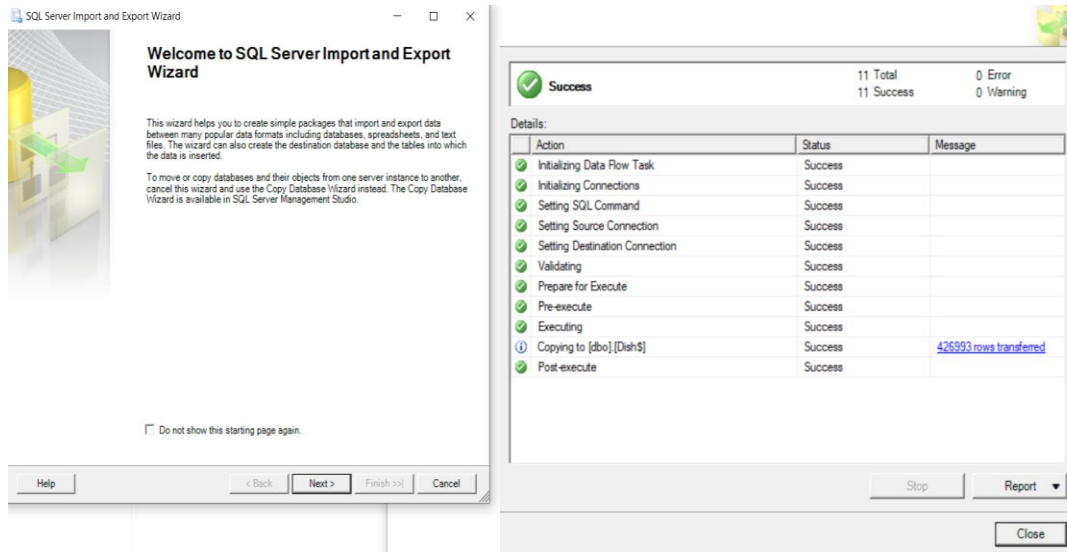 SQL Server Import and Export Wizard
Welcome to SQL Server Import and Export
Wizard
This wizard helps you to create simple packages that import and export data
between many popular data formats including databases, spreadsheets, and text
files. The wizard can also create the destination database and the tables into which
the data is inserted.
To move or copy databases and their objects from one server instance to another,
cancel this wizard and use the Copy Database Wizard instead. The Copy Database
Wizard is available in SQL Server Management Studio.
Do not show this starting page again.
Help < Back Next > Finish >>| Cancel
Success 11 Total 0 Error
11 Success 0 Warning
Details:
Action Status Message
Initializing Data Flow Task Success
Initializing Connections Success
Setting SQL Command Success
Setting Source Connection Success
Setting Destination Connection Success
Validating Success
Prepare for Execute Success
Pre-execute Success
Executing Success
Copying to [dbo].[Dish$] Success 426993 rows transferred
Post-execute Success
Stop Report
Close